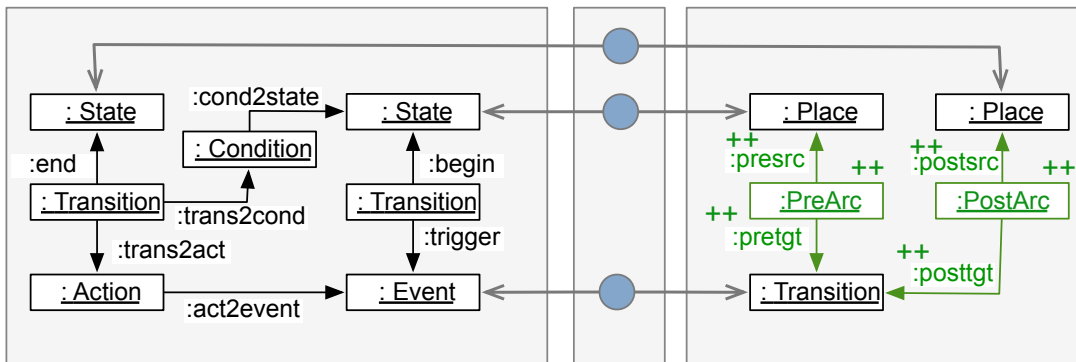 :cond2state
: State
: State
: Place
: Place
:end
: Condition
:begin
++
:presrc
++
++
:postsrc
++
: Transition
:trans2cond
: Transition
:PreArc
:PostArc
:trans2act
:trigger
++
:pretgt
++
:posttgt
: Action
:act2event
: Event
: Transition